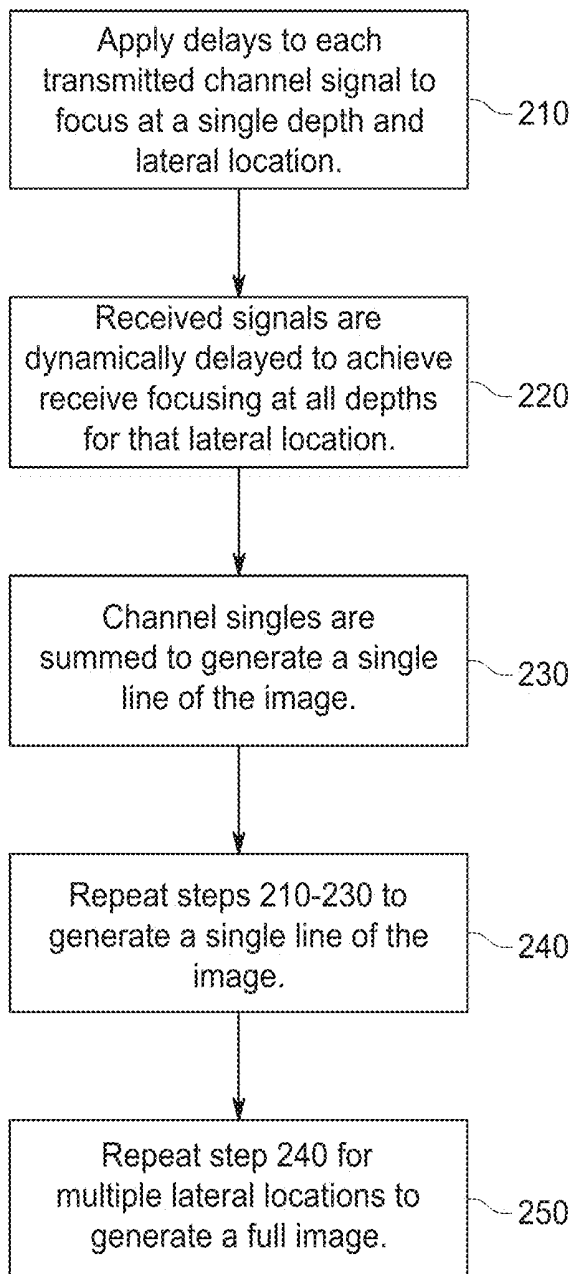 Apply delays to each
transmitted channel signal to
focus at a single depth and
lateral location.
210
Received signals are
dynamically delayed to achieve
receive focusing at all depths
for that lateral location.
220
Channel singles are
summed to generate a single
line of the image.
230
Repeat steps 210-230 to
generate a single line of the
image.
240
Repeat step 240 for
multiple lateral locations to
generate a full image.
250